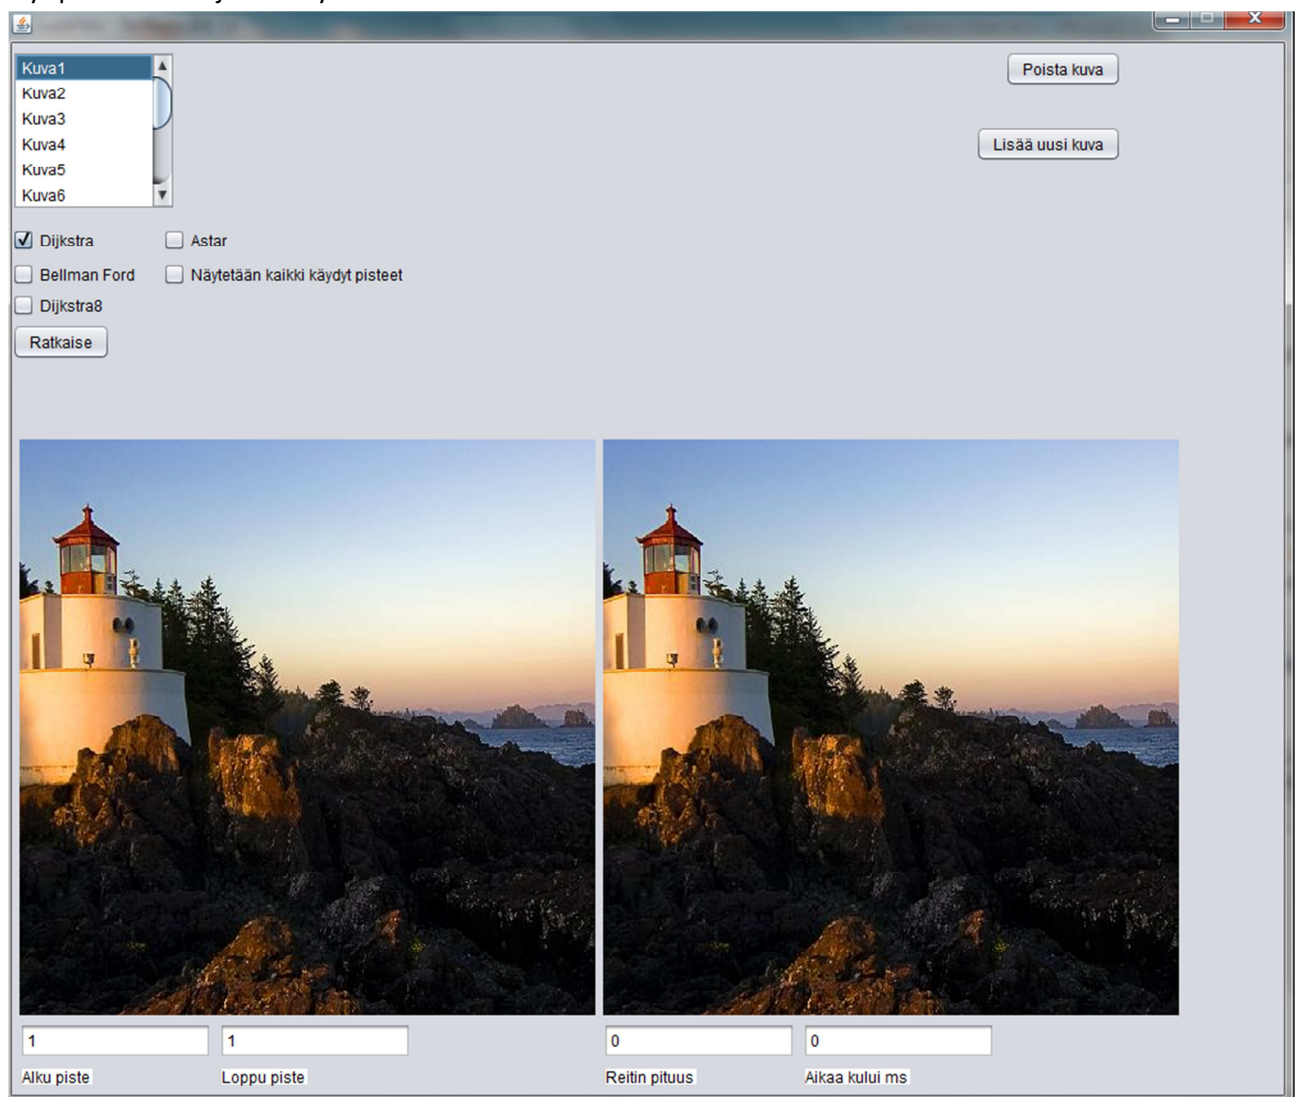 Kuva1
Kuva2
Kuva3
Kuva4
Kuva5
Kuva6
Poista kuva
Lisää uusi kuva
Dijkstra
Astar
Bellman Ford
Näytetään kaikki käydyt pisteet
Dijkstra8
Ratkaise
1
1
0
0
Alku piste
Loppu piste
Reitin pituus
Aikaa kului ms